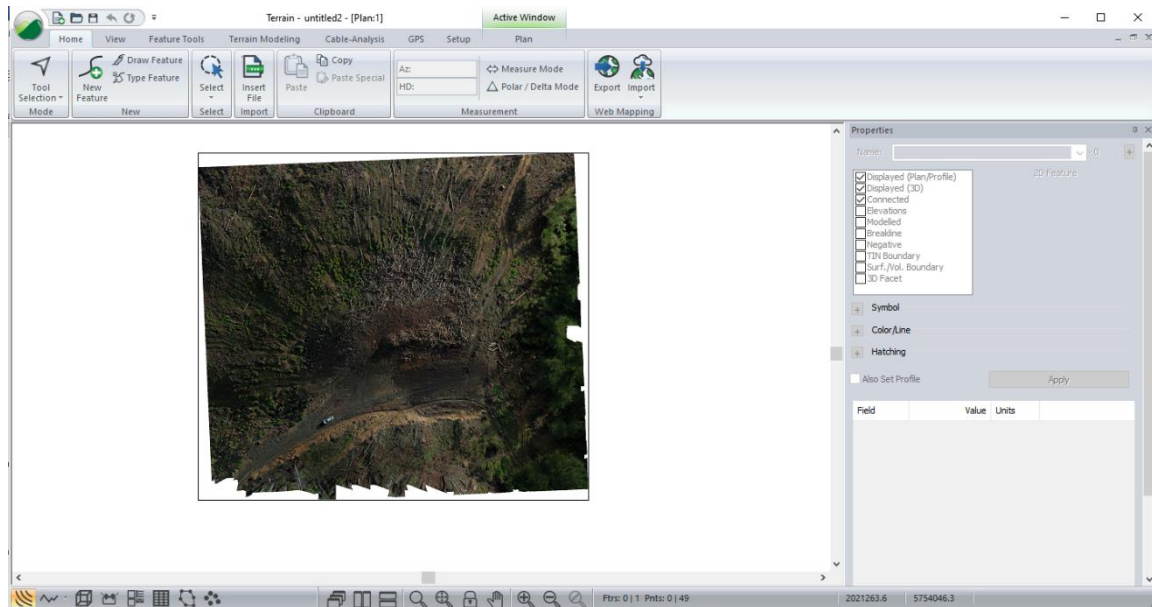 Terrain - untitled2 - [Plan:1]
Active Window
Home View Feature Tools Terrain Modeling Cable-Analysis GPS Setup Plan
Tool Selection
Mode
New Feature
Draw Feature
Type Feature
New
Select
Select
Insert File
Import
Paste
Copy
Paste Special
Clipboard
Az:
HD:
Measure Mode
Polar / Delta Mode
Measurement
Export Import
Web Mapping
Properties
Name:
0
2D Feature
Displayed (Plan/Profile)
Displayed (3D)
Connected
Elevations
Modelled
Breakline
Negative
TIN Boundary
Surf./Vol. Boundary
3D Facet
Symbol
Color/Line
Hatching
Also Set Profile
Apply
Field Value Units
Ftrs: 0 | 1 Pnts: 0 | 49
2021263.6 5754046.3